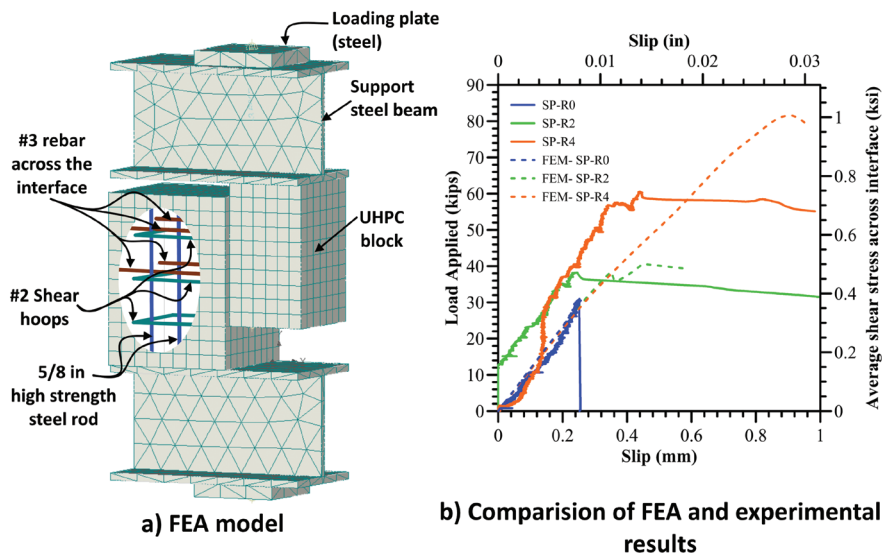 Loading plate
(steel)
Support
steel beam
#3 rebar
across the
interface
UHPC
block
#2 Shear
hoops
5/8 in
high strength
steel rod
a) FEA model
Slip (in)
0 0.01 0.02 0.03
90
80
70
60
50
40
30
20
10
0
Load Applied (kips)
SP-R0
SP-R2
SP-R4
FEM- SP-R0
FEM- SP-R2
FEM- SP-R4
1
0.8
0.6
0.4
0.2
0
Average shear stress across interface (ksi)
0 0.2 0.4 0.6 0.8 1
Slip (mm)
b) Comparision of FEA and experimental
results